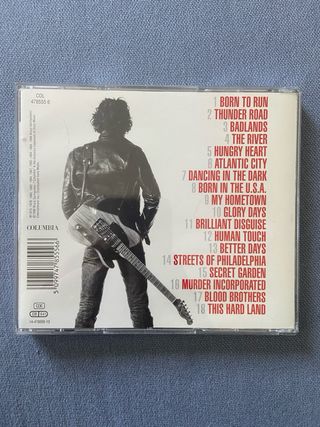 COL
478555 6
1 BORN TO RUN
2 THUNDER ROAD
3 BADLANDS
4 THE RIVER
5 HUNGRY HEART
6 ATLANTIC CITY
7 DANCING IN THE DARK
8 BORN IN THE U.S.A.
9 MY HOMETOWN
10 GLORY DAYS
11 BRILLIANT DISGUISE
12 HUMAN TOUCH
13 BETTER DAYS
14 STREETS OF PHILADELPHIA
15 SECRET GARDEN
16 MURDER INCORPORATED
17 BLOOD BROTHERS
18 THIS HARD LAND
COLUMBIA
5099747855566